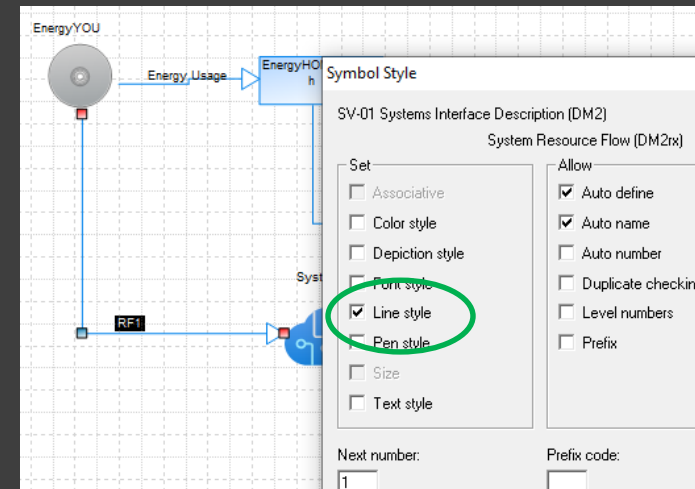 EnergyYOU
Energy_Usage
EnergyHO
h
RF1
Syst
Symbol Style
SV-01 Systems Interface Description (DM2)
System Resource Flow (DM2rx)
Set
Associative
Color style
Depiction style
Font style
Line style
Pen style
Size
Text style
Allow
Auto define
Auto name
Auto number
Duplicate checkin
Level numbers
Prefix
Next number:
1
Prefix code: